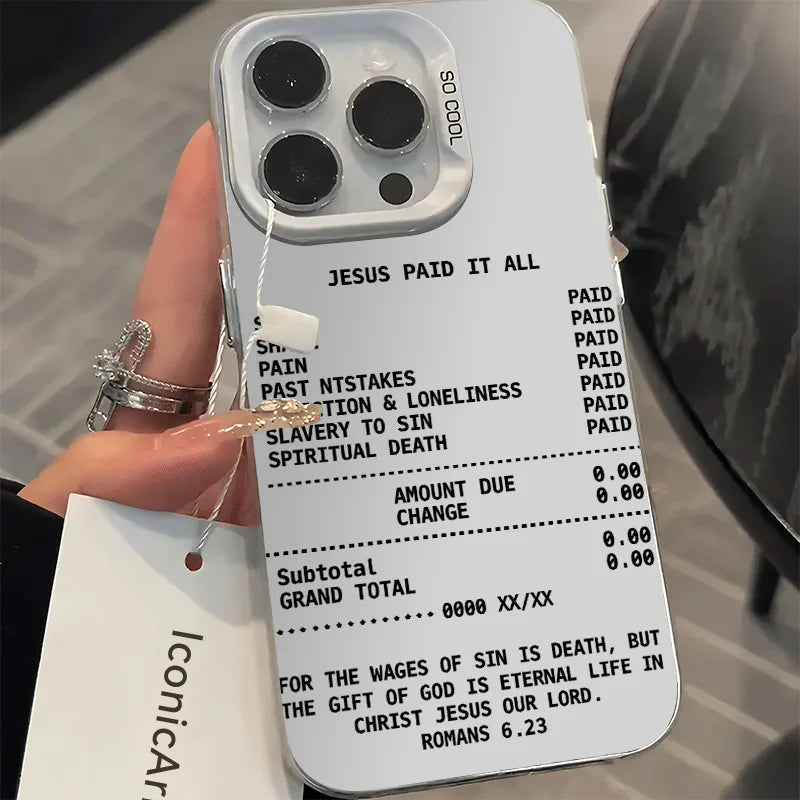 SO COOL
JESUS PAID IT ALL
PAID
PAID
PAIN PAID
PAST NTSTAKES PAID
& LONELINESS PAID
SLAVERY TO SIN PAID
SPIRITUAL DEATH PAID
AMOUNT DUE 0.00
CHANGE 0.00
Subtotal 0.00
GRAND TOTAL 0.00
0000 XX/XX
FOR THE WAGES OF SIN IS DEATH, BUT
THE GIFT OF GOD IS ETERNAL LIFE IN
CHRIST JESUS OUR LORD.
ROMANS 6.23
IconicAr